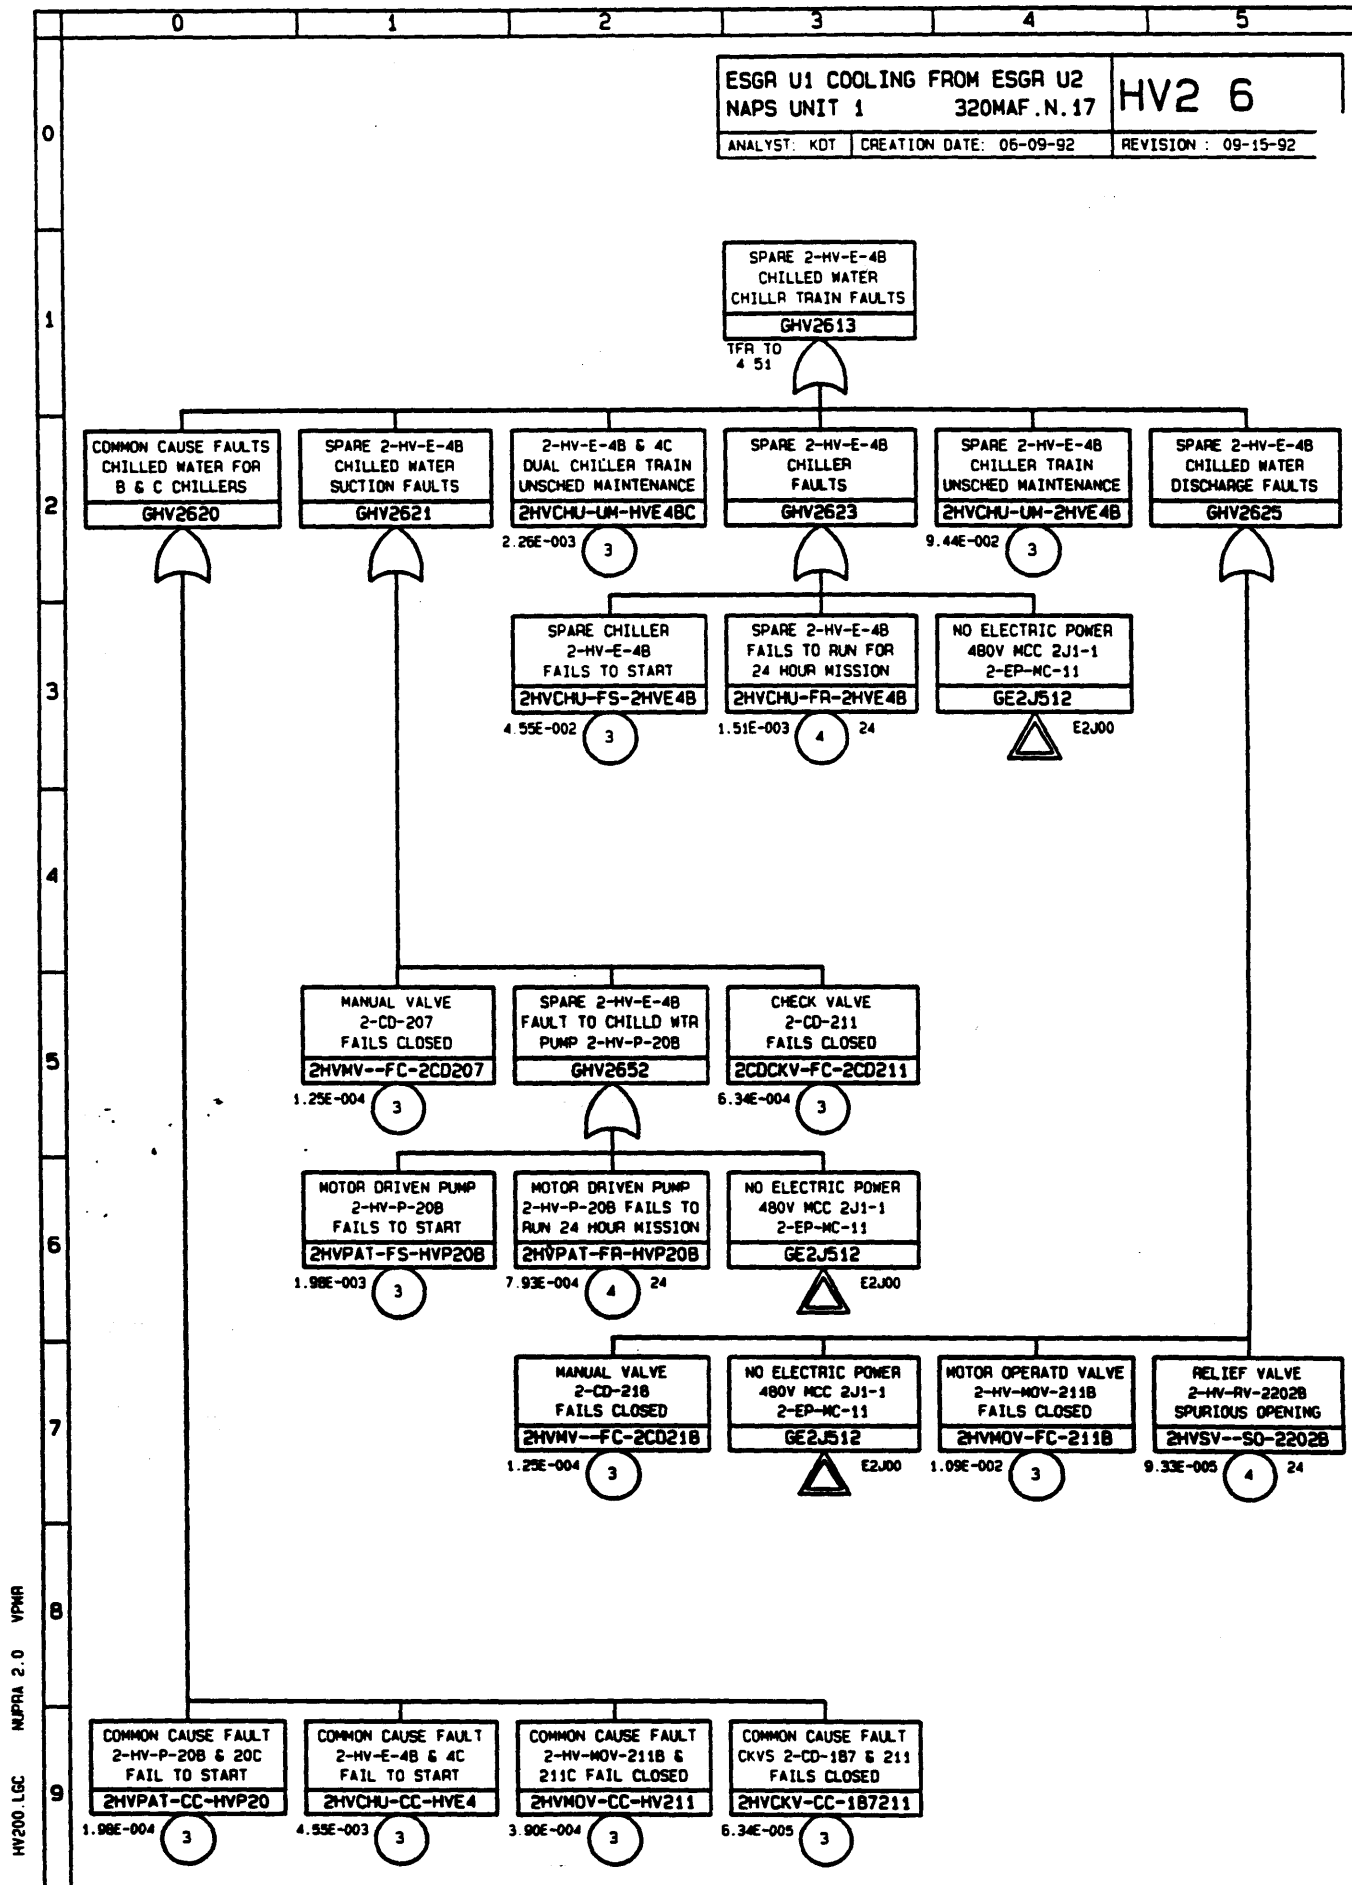 0 1 2 3 4 5
ESGR U1 COOLING FROM ESGR U2
NAPS UNIT 1 320MAF.N.17
HV2 6
ANALYST: KDT CREATION DATE: 06-09-92 REVISION : 09-15-92
0
SPARE 2-HV-E-4B
CHILLED WATER
CHILLR TRAIN FAULTS
GHV2613
TFR TO
4 51
1
COMMON CAUSE FAULTS
CHILLED WATER FOR
B & C CHILLERS
GHV2620
SPARE 2-HV-E-4B
CHILLED WATER
SUCTION FAULTS
GHV2621
2-HV-E-4B & 4C
DUAL CHILLER TRAIN
UNSCHED MAINTENANCE
2HVCHU-UM-HVE4BC
2.26E-003 3
SPARE 2-HV-E-4B
CHILLER
FAULTS
GHV2623
SPARE 2-HV-E-4B
CHILLER TRAIN
UNSCHED MAINTENANCE
2HVCHU-UM-2HVE4B
9.44E-002 3
SPARE 2-HV-E-4B
CHILLED WATER
DISCHARGE FAULTS
GHV2625
2
SPARE CHILLER
2-HV-E-4B
FAILS TO START
2HVCHU-FS-2HVE4B
4.55E-002 3
SPARE 2-HV-E-4B
FAILS TO RUN FOR
24 HOUR MISSION
2HVCHU-FR-2HVE4B
1.51E-003 4 24
NO ELECTRIC POWER
480V MCC 2J1-1
2-EP-MC-11
GE2J512
E2J00
3
4
MANUAL VALVE
2-CD-207
FAILS CLOSED
2HVMV--FC-2CD207
1.25E-004 3
SPARE 2-HV-E-4B
FAULT TO CHILLD WTR
PUMP 2-HV-P-20B
GHV2652
CHECK VALVE
2-CD-211
FAILS CLOSED
2CDCKV-FC-2CD211
6.34E-004 3
5
MOTOR DRIVEN PUMP
2-HV-P-20B
FAILS TO START
2HVPAT-FS-HVP20B
1.98E-003 3
MOTOR DRIVEN PUMP
2-HV-P-20B FAILS TO
RUN 24 HOUR MISSION
2HVPAT-FR-HVP20B
7.93E-004 4 24
NO ELECTRIC POWER
480V MCC 2J1-1
2-EP-MC-11
GE2J512
E2J00
6
MANUAL VALVE
2-CD-218
FAILS CLOSED
2HVMV--FC-2CD218
1.25E-004 3
NO ELECTRIC POWER
480V MCC 2J1-1
2-EP-MC-11
GE2J512
E2J00
MOTOR OPERATD VALVE
2-HV-MOV-211B
FAILS CLOSED
2HVMOV-FC-211B
1.09E-002 3
RELIEF VALVE
2-HV-RV-2202B
SPURIOUS OPENING
2HVSV--SO-2202B
9.33E-005 4 24
7
8
COMMON CAUSE FAULT
2-HV-P-20B & 20C
FAIL TO START
2HVPAT-CC-HVP20
1.98E-004 3
COMMON CAUSE FAULT
2-HV-E-4B & 4C
FAIL TO START
2HVCHU-CC-HVE4
4.55E-003 3
COMMON CAUSE FAULT
2-HV-MOV-211B &
211C FAIL CLOSED
2HVMOV-CC-HV211
3.90E-004 3
COMMON CAUSE FAULT
CKVS 2-CD-187 & 211
FAILS CLOSED
2HVCKV-CC-187211
6.34E-005 3
9
HV200.LGC NUPRA 2.0 VPWR